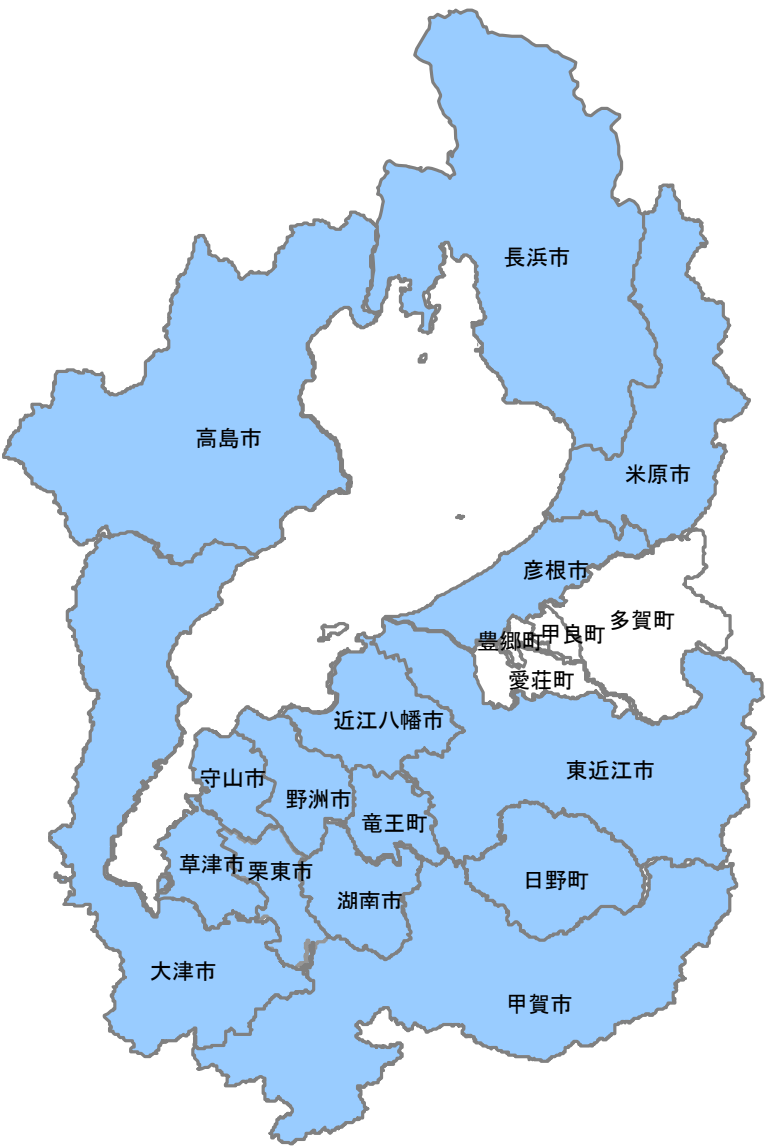 長浜市
高島市
米原市
彦根市
多賀町
甲良町
豊郷町
愛荘町
近江八幡市
東近江市
守山市
野洲市
竜王町
草津市
栗東市
日野町
湖南市
大津市
甲賀市